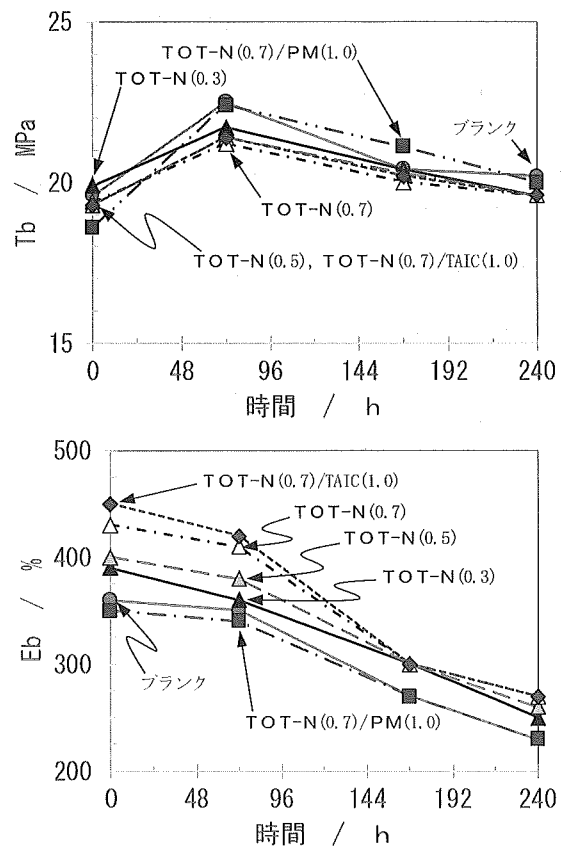 25
20
15
Tb / MPa
TOT-N(0.7)/PM(1.0)
TOT-N(0.3)
ブランク
TOT-N(0.7)
TOT-N(0.5), TOT-N(0.7)/TAIC(1.0)
0 48 96 144 192 240
時間 / h
500
400
300
200
Eb / %
TOT-N(0.7)/TAIC(1.0)
TOT-N(0.7)
TOT-N(0.5)
TOT-N(0.3)
ブランク
TOT-N(0.7)/PM(1.0)
0 48 96 144 192 240
時間 / h